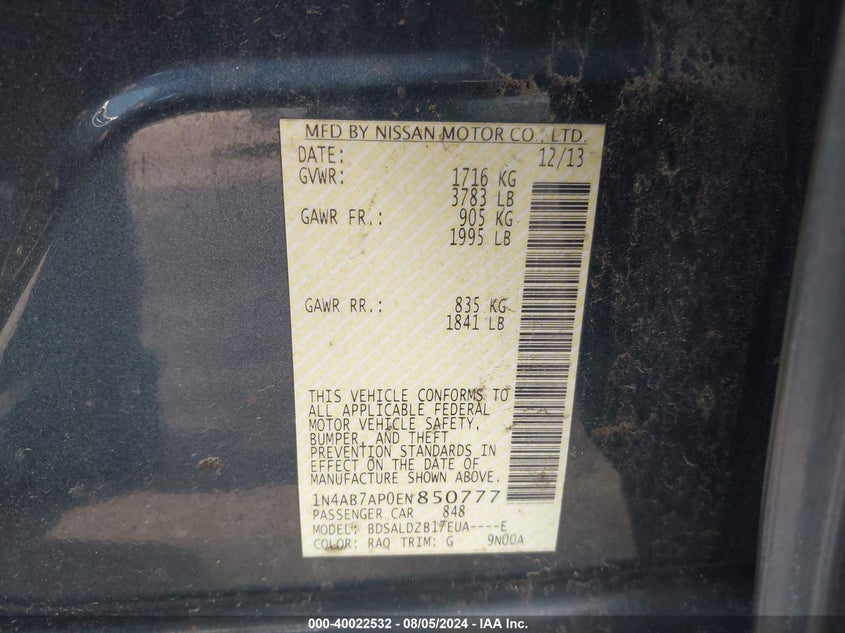 MFD BY NISSAN MOTOR CO., LTD.
DATE: 12/13
GVWR: 1716 KG
3783 LB
GAWR FR.: 905 KG
1995 LB
GAWR RR.: 835 KG
1841 LB
THIS VEHICLE CONFORMS TO
ALL APPLICABLE FEDERAL
MOTOR VEHICLE SAFETY,
BUMPER, AND THEFT
PREVENTION STANDARDS IN
EFFECT ON THE DATE OF
MANUFACTURE SHOWN ABOVE.
1N4AB7AP0EN850777
PASSENGER CAR 848
MODEL: BDSALDZB17EUA----E
COLOR: RAQ TRIM: G 9N00A
000-40022532 - 08/05/2024 - IAA Inc.